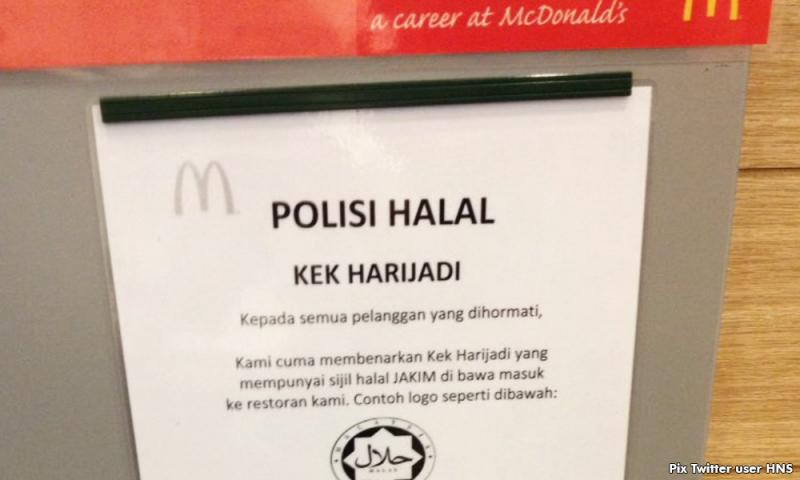 a career at McDonald's
POLISI HALAL
KEK HARIJADI
Kepada semua pelanggan yang dihormati,
Kami cuma membenarkan Kek Harijadi yang
mempunyai sijil halal JAKIM di bawa masuk
ke restoran kami. Contoh logo seperti dibawah:
حلال
Pix Twitter user HNS